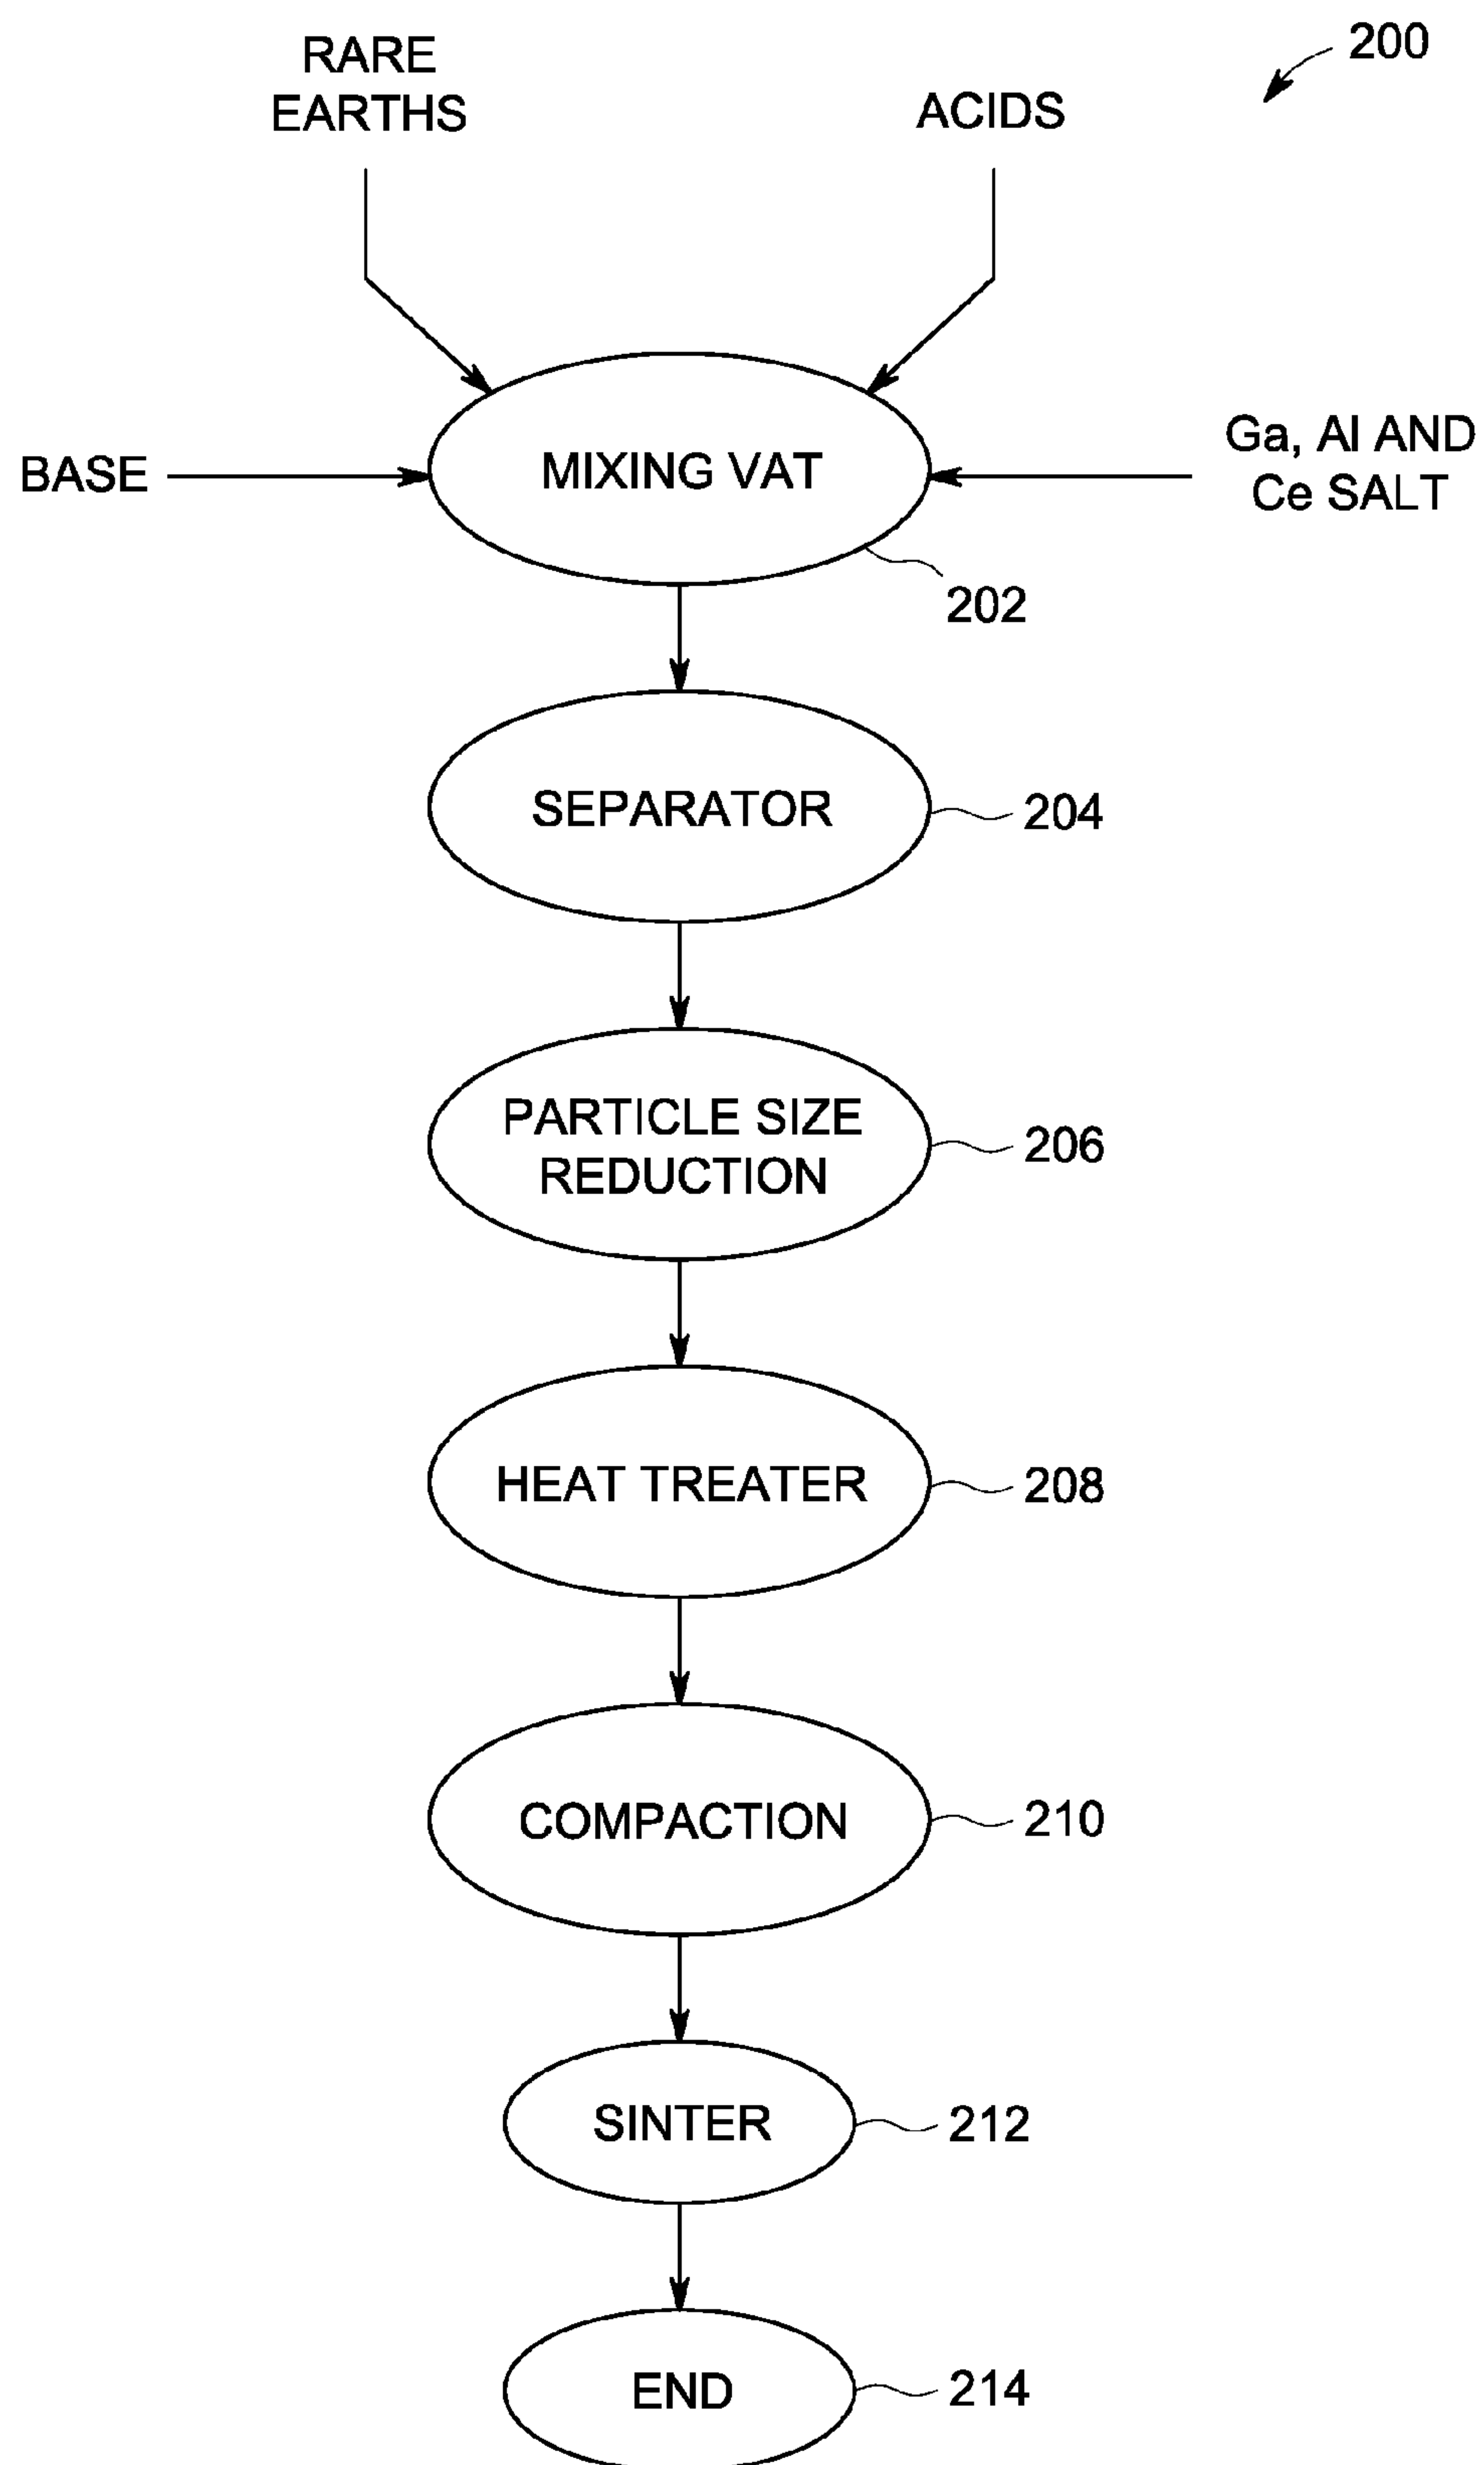 RARE
EARTHS
ACIDS
200
BASE
MIXING VAT
Ga, Al AND
Ce SALT
202
SEPARATOR
204
PARTICLE SIZE
REDUCTION
206
HEAT TREATER
208
COMPACTION
210
SINTER
212
END
214